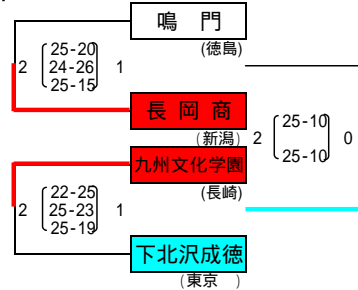 鳴 門
(徳島)
2 25-20 24-26 25-15 1
長 岡 商
(新潟)
2 25-10 25-10 0
九州文化学園
(長崎)
2 22-25 25-23 25-19 1
下北沢成徳
(東京 )